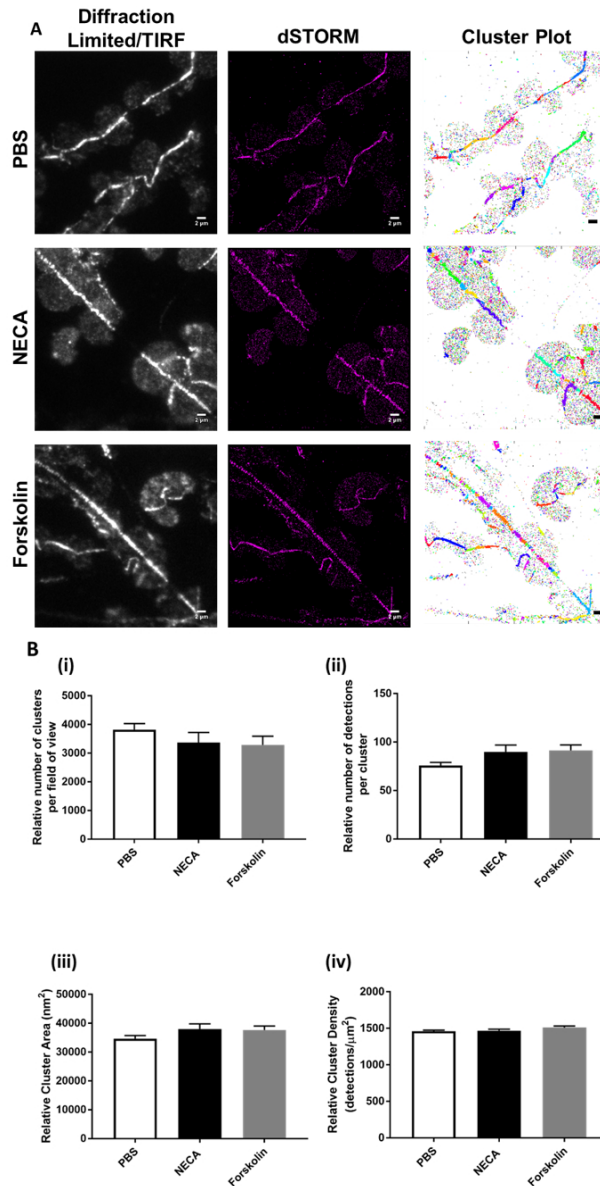 A
Diffraction
Limited/TIRF
dSTORM
Cluster Plot
PBS
2 µm
2 µm
NECA
2 µm
2 µm
Forskolin
2 µm
2 µm
B
(i)
Relative number of clusters
per field of view
5000
4000
3000
2000
1000
0
PBS
NECA
Forskolin
(ii)
Relative number of detections
per cluster
150
100
50
0
PBS
NECA
Forskolin
(iii)
Relative Cluster Area (nm²)
50000
40000
30000
20000
10000
0
PBS
NECA
Forskolin
(iv)
Relative Cluster Density
(detections/µm²)
2000
1500
1000
500
0
PBS
NECA
Forskolin